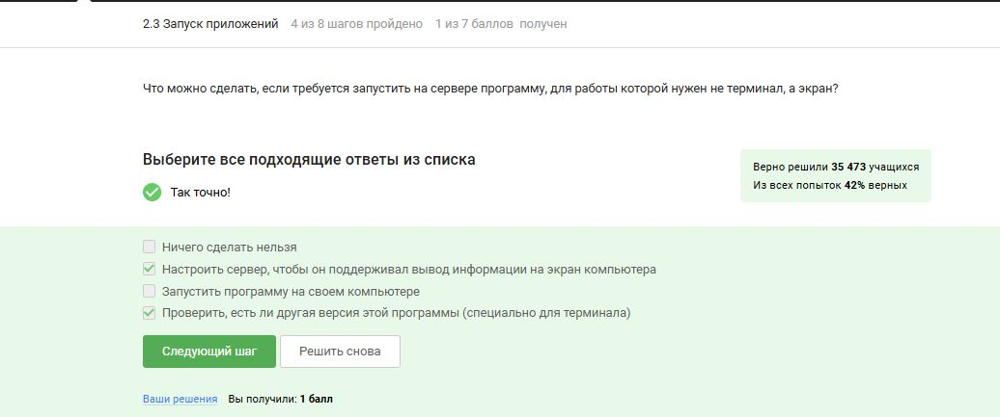 2.3 Запуск приложений 4 из 8 шагов пройдено 1 из 7 баллов получен
Что можно сделать, если требуется запустить на сервере программу, для работы которой нужен не терминал, а экран?
Выберите все подходящие ответы из списка
Так точно!
Верно решили 35 473 учащихся
Из всех попыток 42% верных
Ничего сделать нельзя
Настроить сервер, чтобы он поддерживал вывод информации на экран компьютера
Запустить программу на своем компьютере
Проверить, есть ли другая версия этой программы (специально для терминала)
Следующий шаг Решить снова
Ваши решения Вы получили: 1 балл